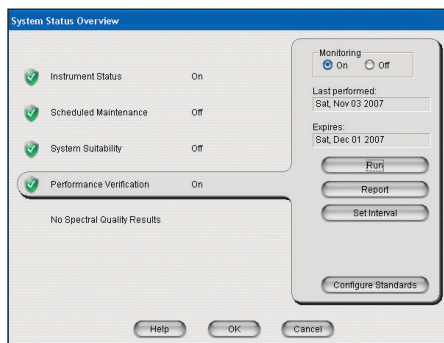 System Status Overview
Instrument Status On
Scheduled Maintenance Off
System Suitability Off
Performance Verification On
No Spectral Quality Results
Monitoring
On Off
Last performed:
Sat, Nov 03 2007
Expires:
Sat, Dec 01 2007
Run
Report
Set Interval
Configure Standards
Help OK Cancel